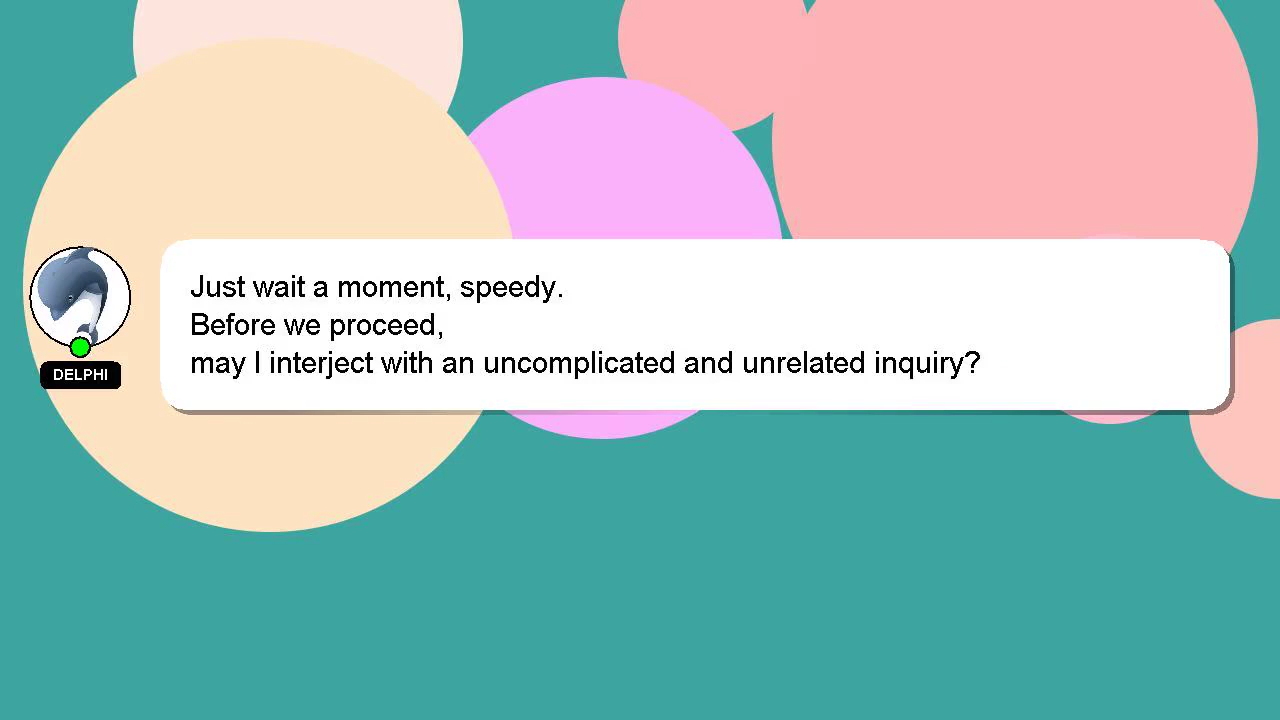 Just wait a moment, speedy.
Before we proceed,
may I interject with an uncomplicated and unrelated inquiry?
DELPHI